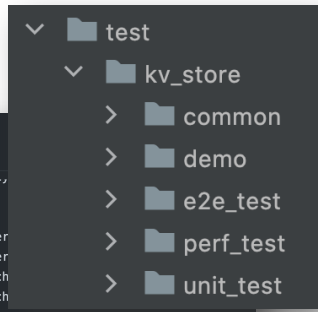 test
kv_store
common
demo
e2e_test
perf_test
unit_test